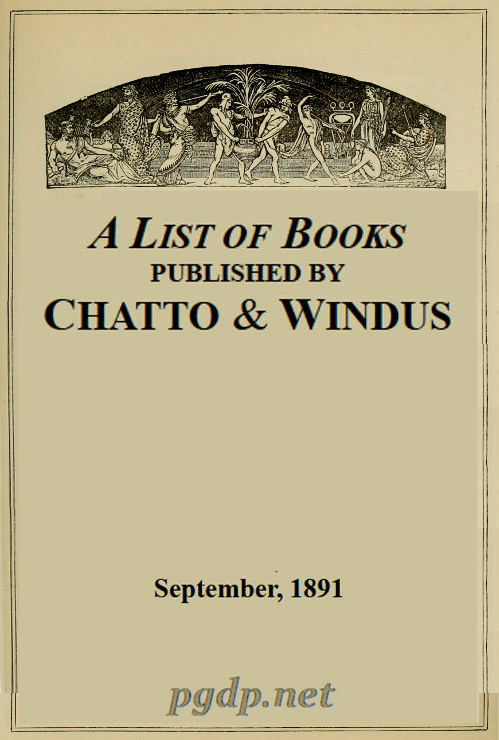 A LIST OF BOOKS
PUBLISHED BY
CHATTO & WINDUS
September, 1891
pgdp.net